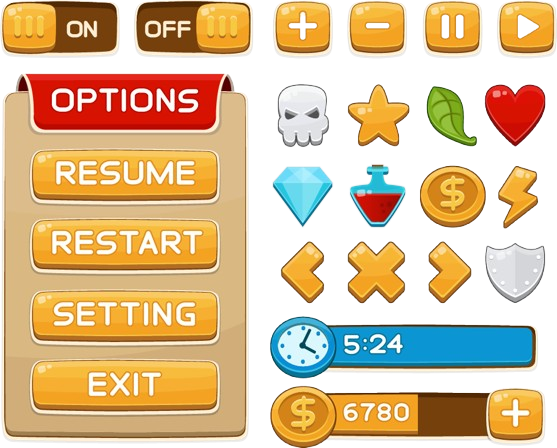 ON
OFF
OPTIONS
RESUME
RESTART
SETTING
EXIT
$
5:24
$
6780